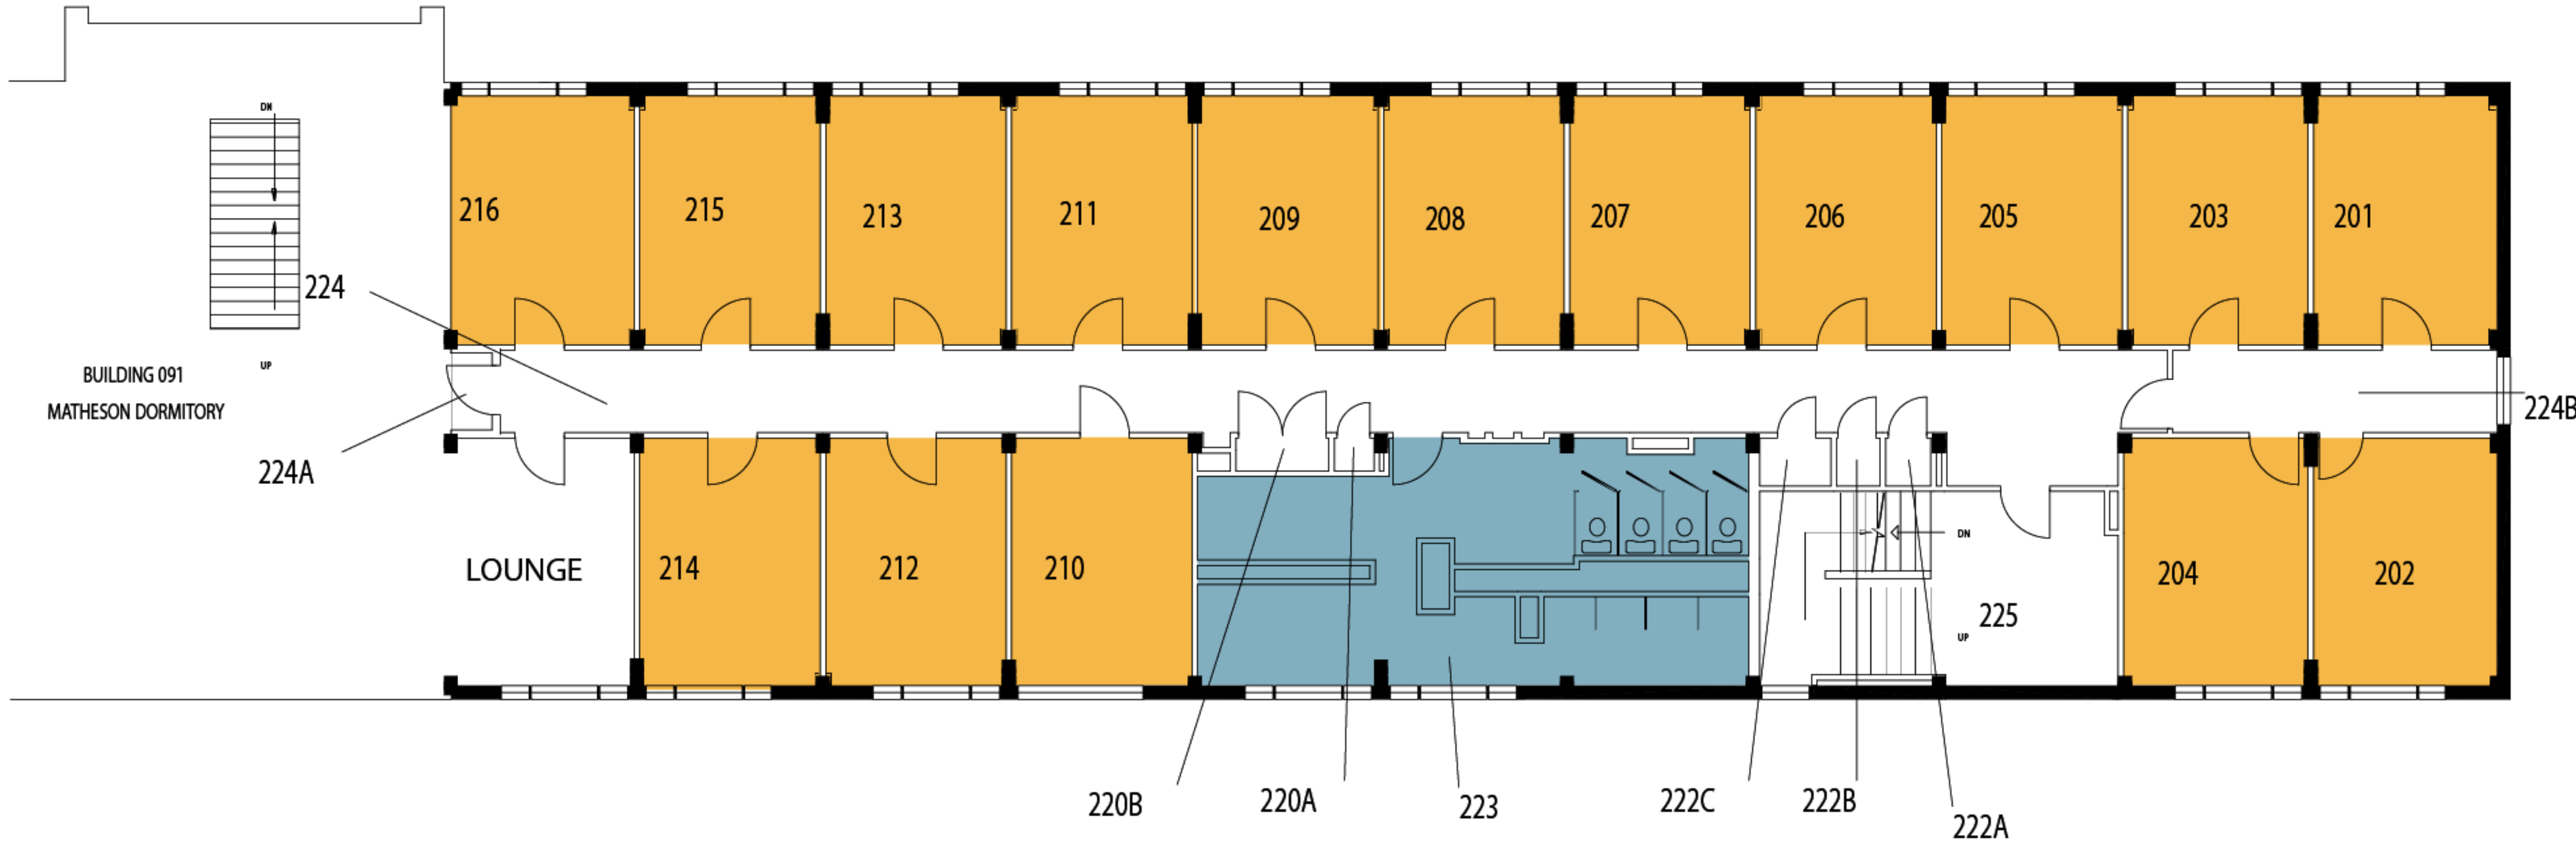 DN
216
215
213
211
209
208
207
206
205
203
201
224
UP
BUILDING 091
MATHESON DORMITORY
224B
224A
LOUNGE
214
212
210
DN
225
UP
204
202
220B
220A
223
222C
222B
222A